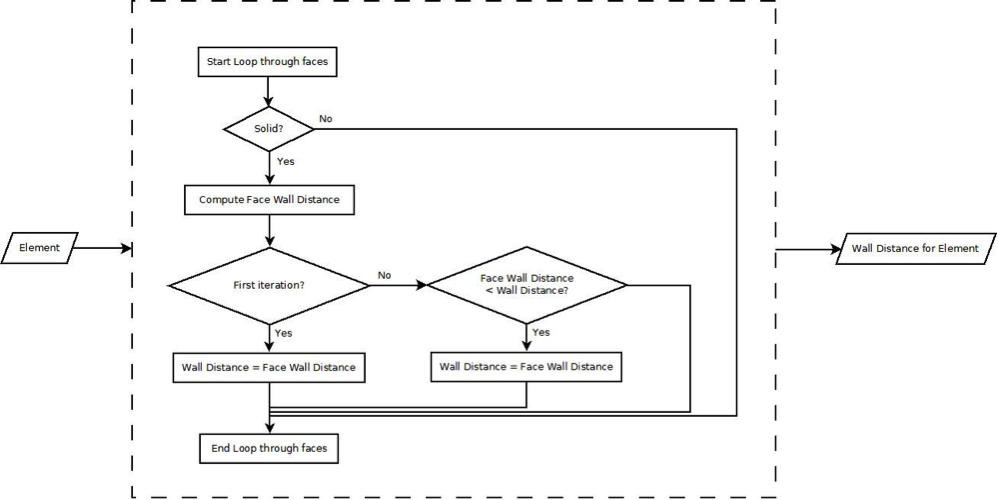 Start Loop through faces
Solid?
No
Yes
Compute Face Wall Distance
Element
Wall Distance for Element
First iteration?
No
Face Wall Distance
< Wall Distance?
Yes
Yes
Wall Distance = Face Wall Distance
Wall Distance = Face Wall Distance
End Loop through faces